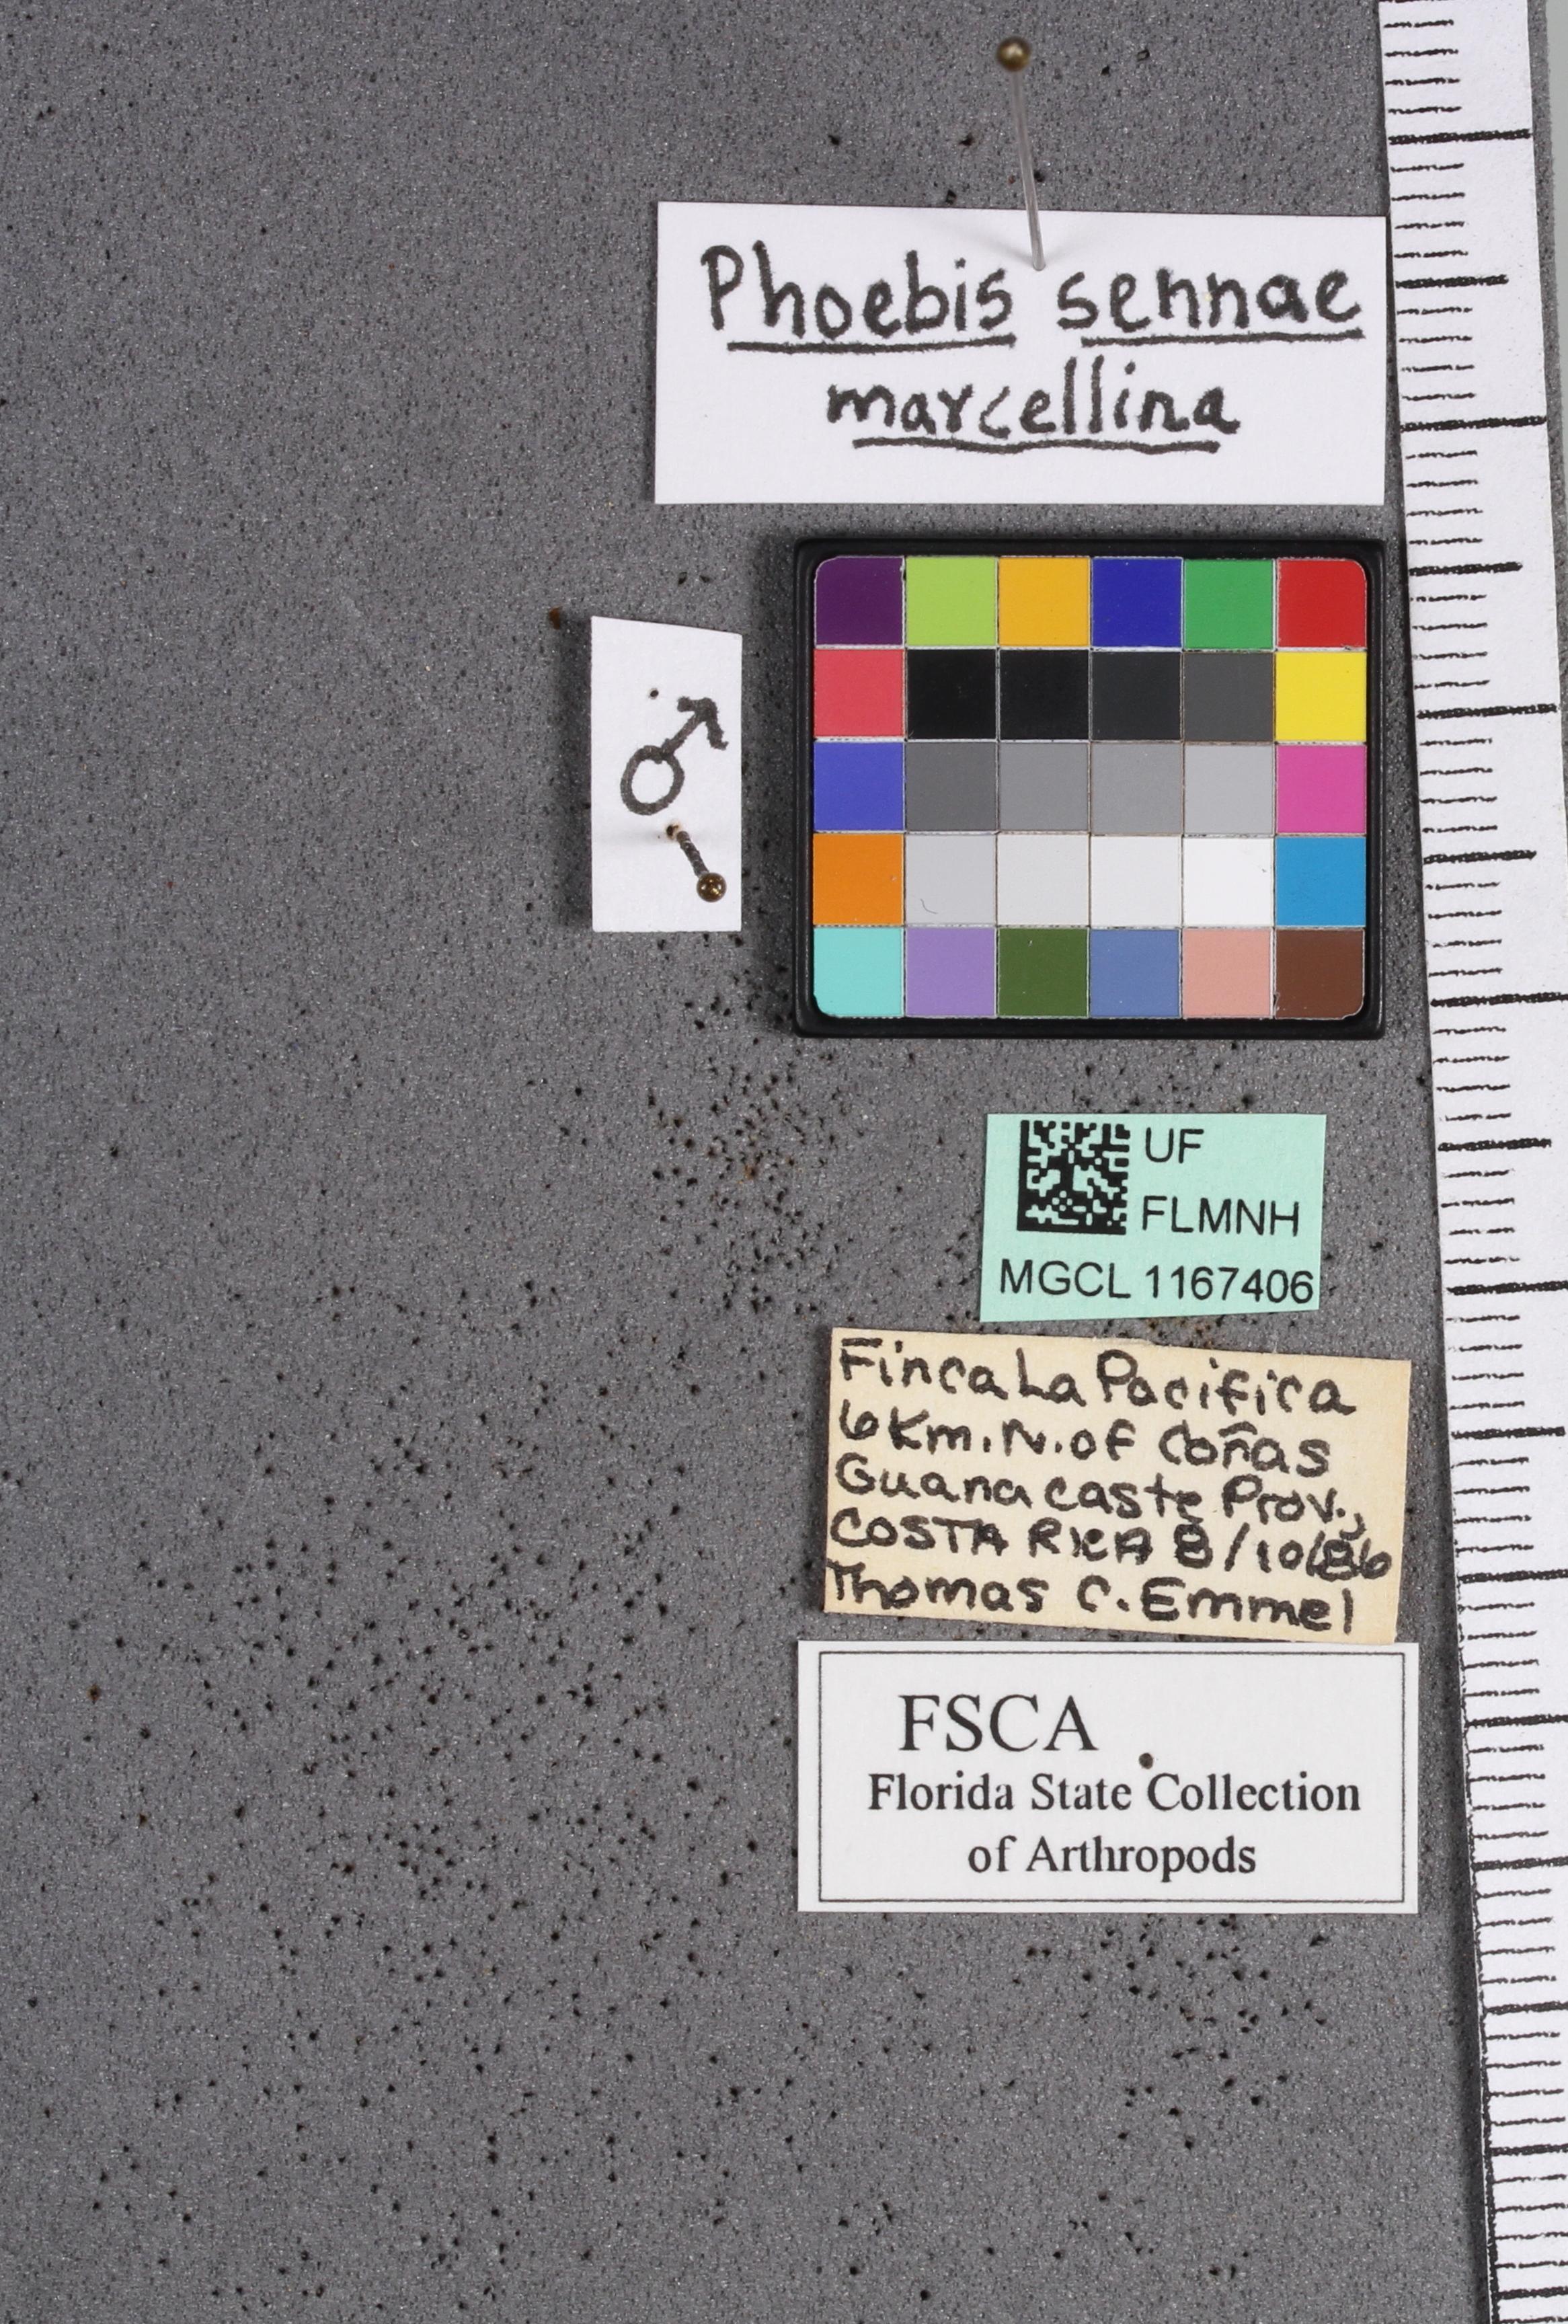 Phoebis sennae
marcellina
♂
UF
FLMNH
MGCL 1167406
Finca La Pacifica
6 Km. N. of Coñas
Guanacaste Prov.,
COSTA RICA 8/10/86
Thomas C. Emmel
FSCA
Florida State Collection
of Arthropods